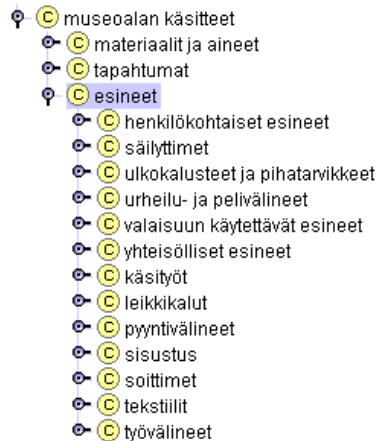 C museoalan käsitteet
C materiaalit ja aineet
C tapahtumat
C esineet
C henkilökohtaiset esineet
C säilyttimet
C ulkokalusteet ja pihatarvikkeet
C urheilu- ja pelivälineet
C valaisuun käytettävät esineet
C yhteisölliset esineet
C käsityöt
C leikkikalut
C pyyntivälineet
C sisustus
C soittimet
C tekstiilit
C työvälineet